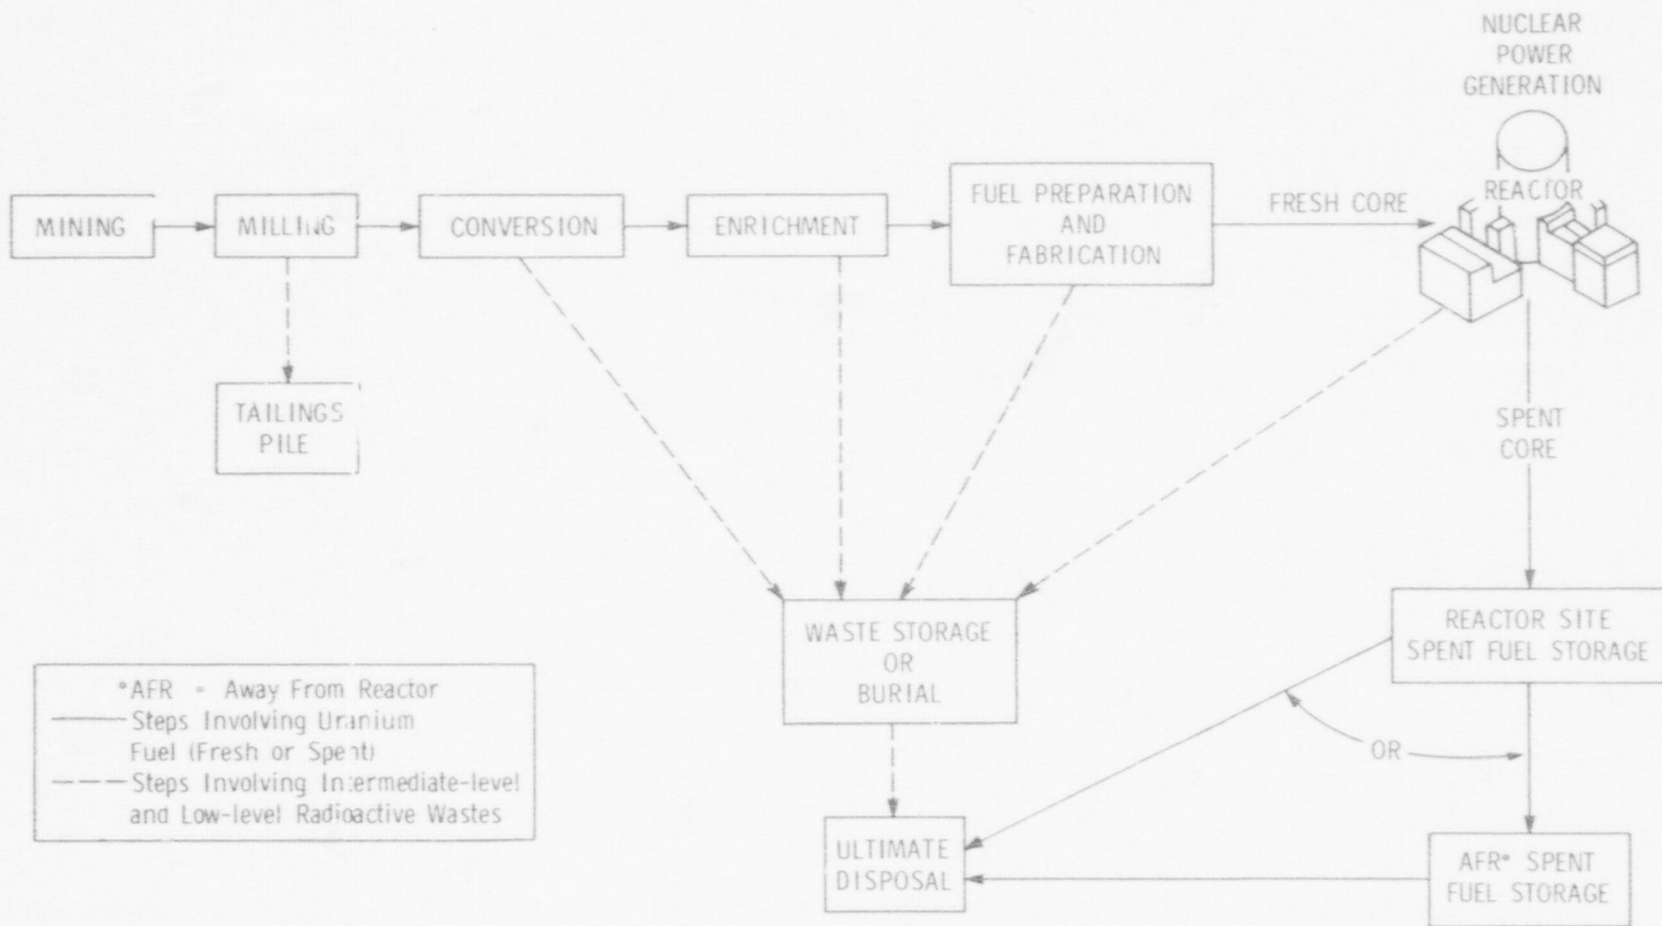 NUCLEAR
POWER
GENERATION
MINING
MILLING
CONVERSION
ENRICHMENT
FUEL PREPARATION
AND
FABRICATION
FRESH CORE
REACTOR
TAILINGS
PILE
SPENT
CORE
WASTE STORAGE
OR
BURIAL
REACTOR SITE
SPENT FUEL STORAGE
OR
ULTIMATE
DISPOSAL
AFR* SPENT
FUEL STORAGE
*AFR - Away From Reactor
Steps Involving Uranium
Fuel (Fresh or Spent)
Steps Involving Intermediate-level
and Low-level Radioactive Wastes